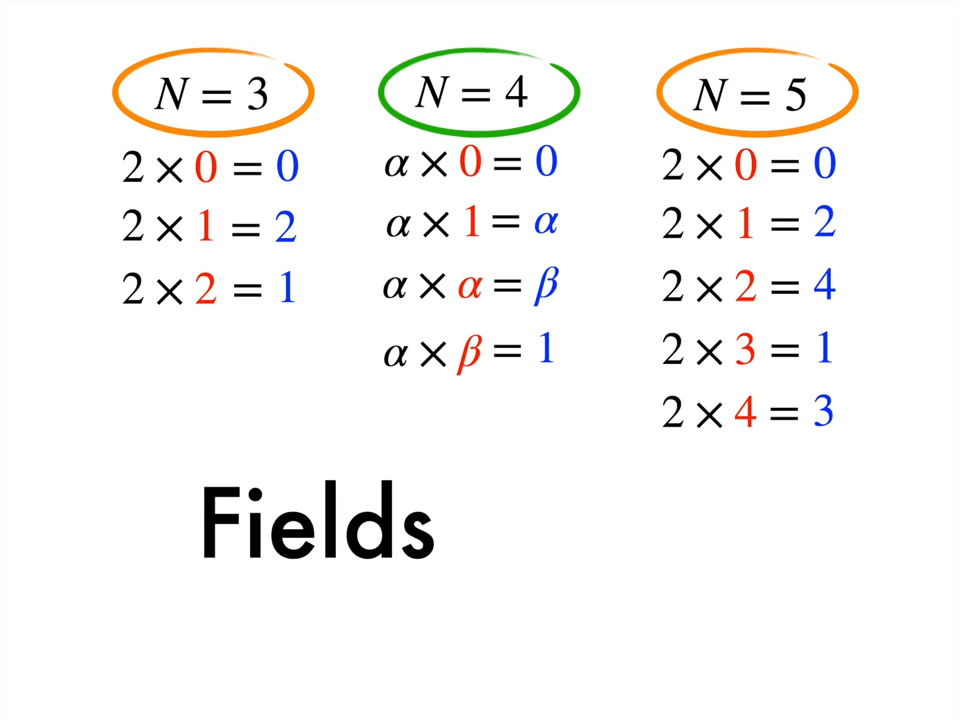 N = 3
2 × 0 = 0
2 × 1 = 2
2 × 2 = 1
N = 4
α × 0 = 0
α × 1 = α
α × α = β
α × β = 1
N = 5
2 × 0 = 0
2 × 1 = 2
2 × 2 = 4
2 × 3 = 1
2 × 4 = 3
Fields